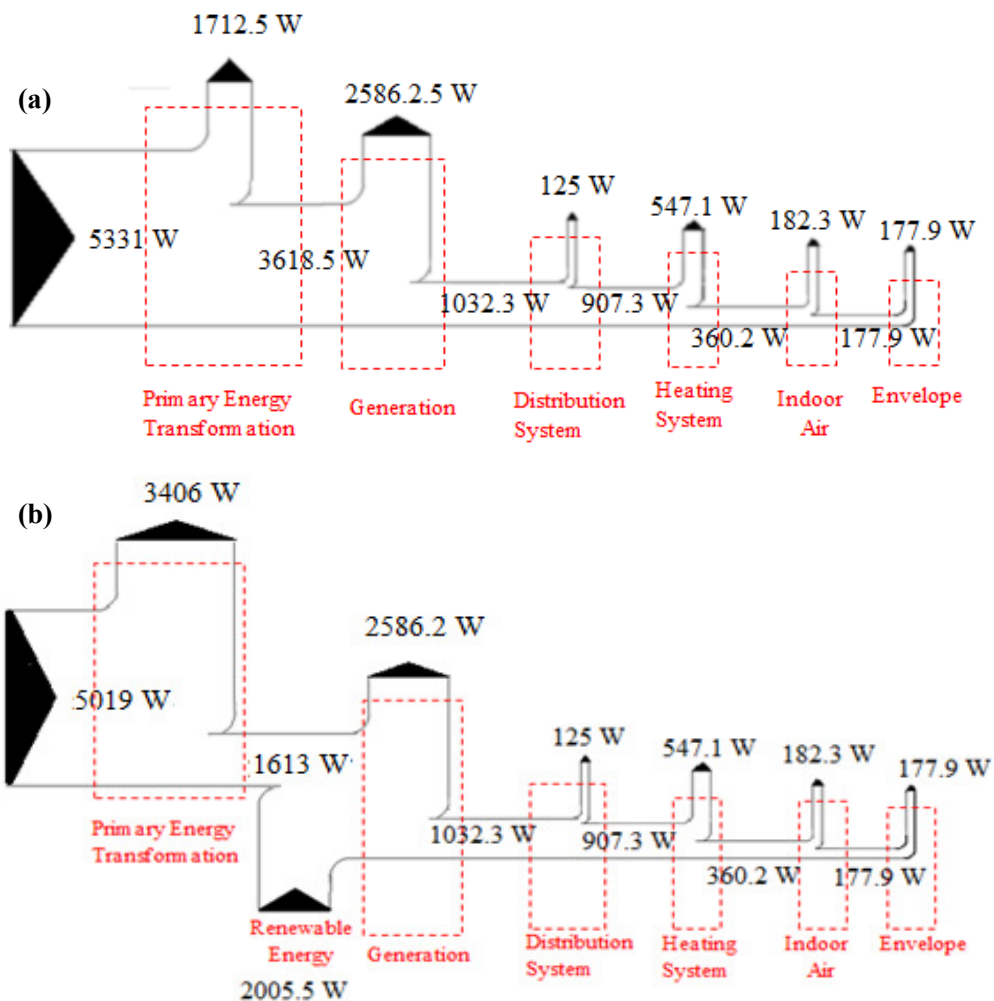 1712.5 W
(a)
2586.2.5 W
125 W
547.1 W
182.3 W
177.9 W
5331 W
3618.5 W
1032.3 W
907.3 W
360.2 W
177.9 W
Primary Energy
Transformation
Generation
Distribution
System
Heating
System
Indoor
Air
Envelope
3406 W
(b)
2586.2 W
5019 W
125 W
547.1 W
182.3 W
177.9 W
1613 W
1032.3 W
907.3 W
360.2 W
177.9 W
Primary Energy
Transformation
Renewable
Energy
Generation
Distribution
System
Heating
System
Indoor
Air
Envelope
2005.5 W